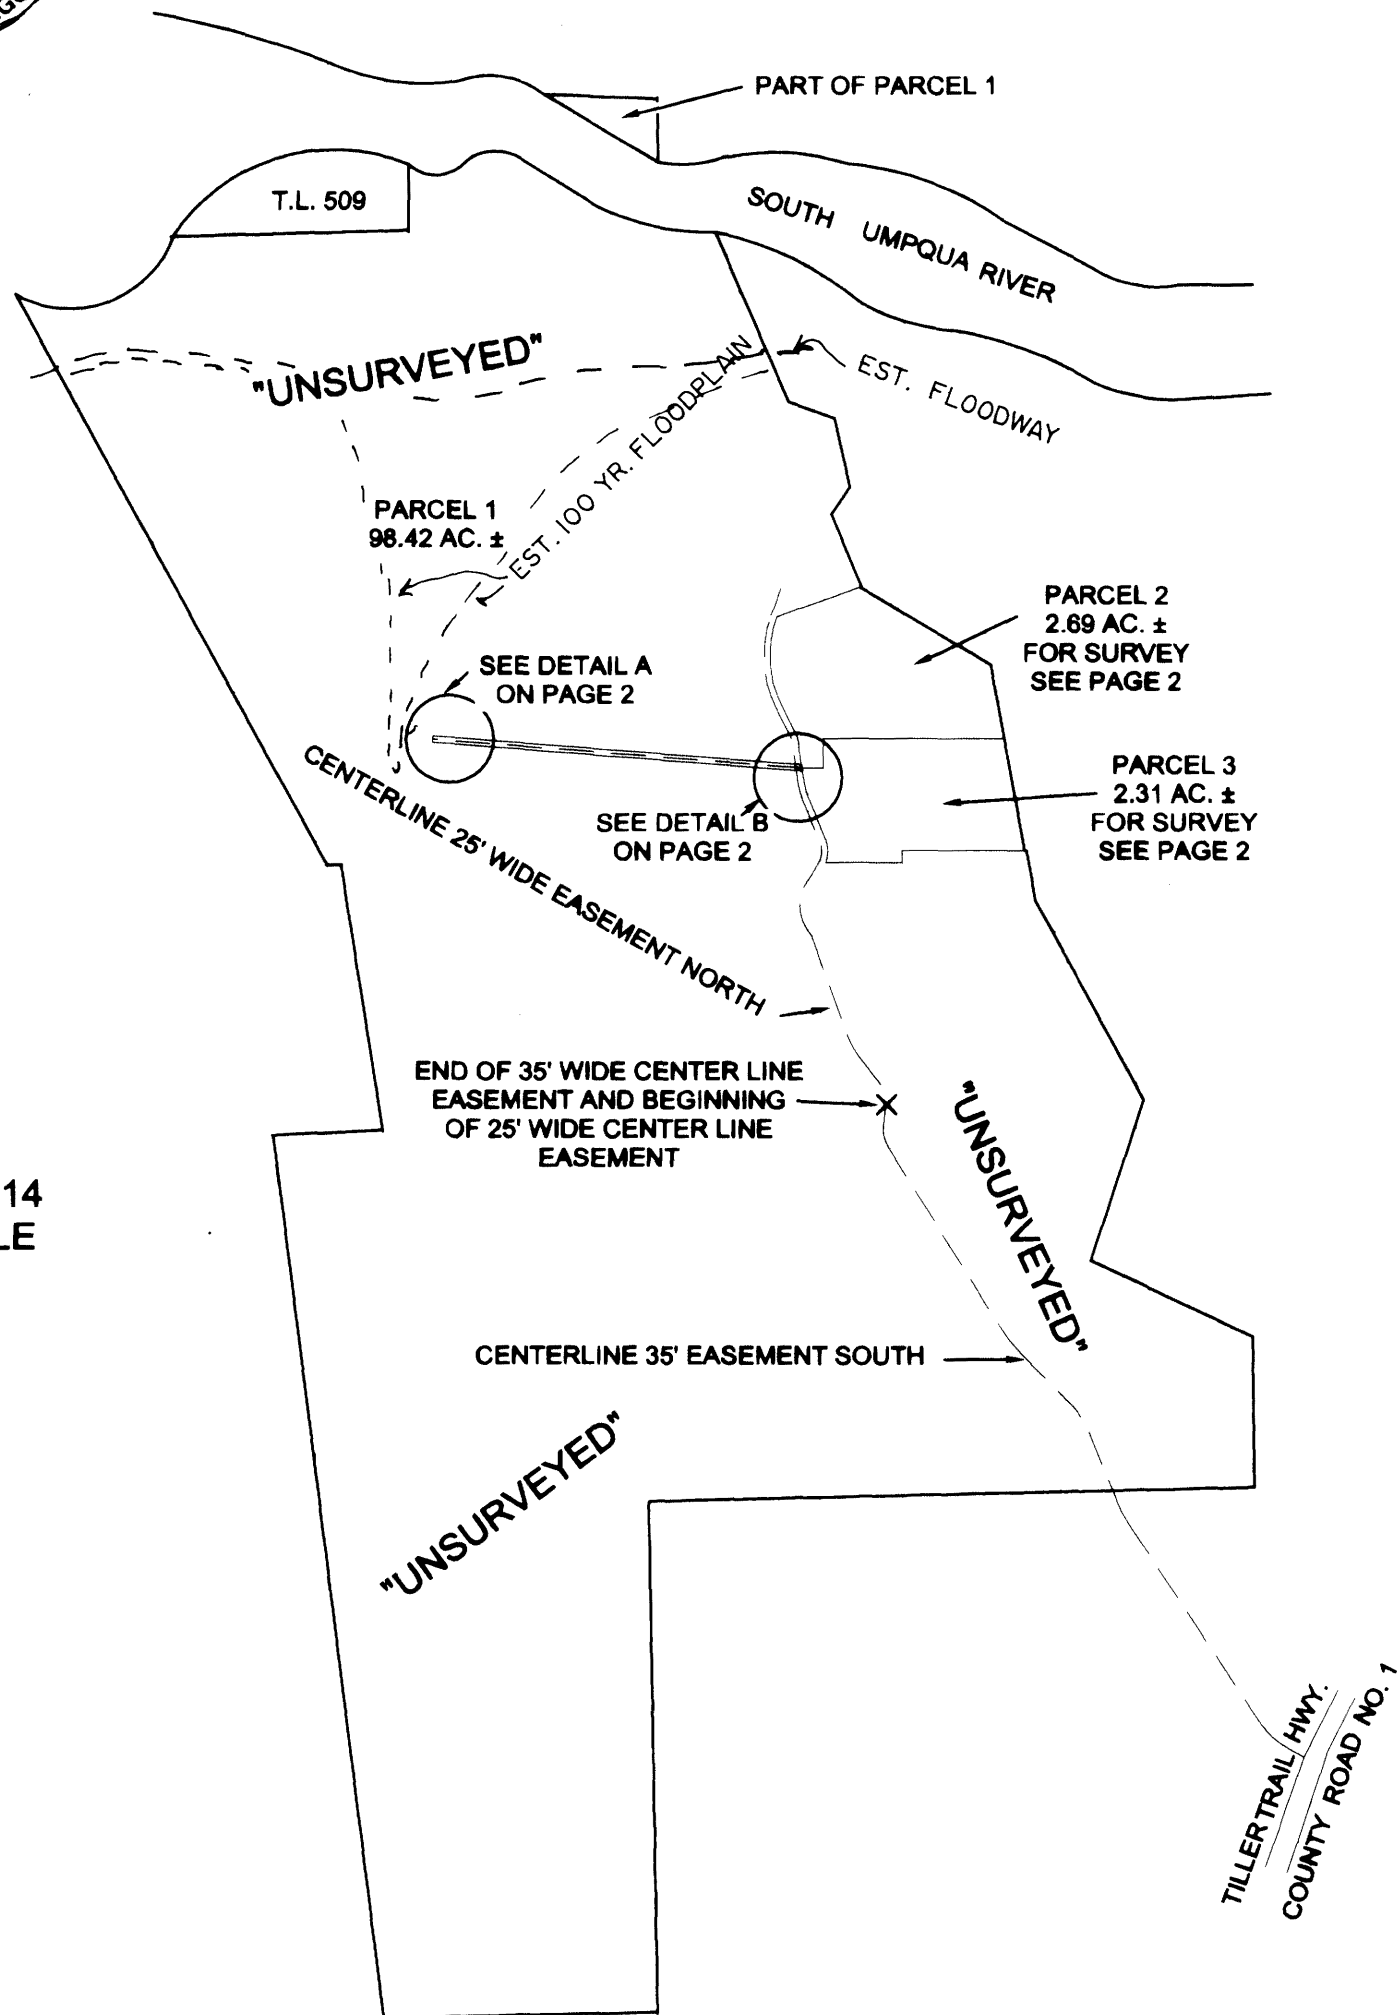 PART OF PARCEL 1
T.L. 509
SOUTH UMPQUA RIVER
"UNSURVEYED"
EST. FLOODWAY
EST. 100 YR. FLOODPLAIN
PARCEL 1
98.42 AC. ±
PARCEL 2
2.69 AC. ±
FOR SURVEY
SEE PAGE 2
SEE DETAIL A
ON PAGE 2
PARCEL 3
2.31 AC. ±
FOR SURVEY
SEE PAGE 2
SEE DETAIL B
ON PAGE 2
CENTERLINE 25' WIDE EASEMENT NORTH
END OF 35' WIDE CENTER LINE
EASEMENT AND BEGINNING
OF 25' WIDE CENTER LINE
EASEMENT
"UNSURVEYED"
14
LE
CENTERLINE 35' EASEMENT SOUTH
"UNSURVEYED"
TILLER TRAIL HWY.
COUNTY ROAD NO. 1